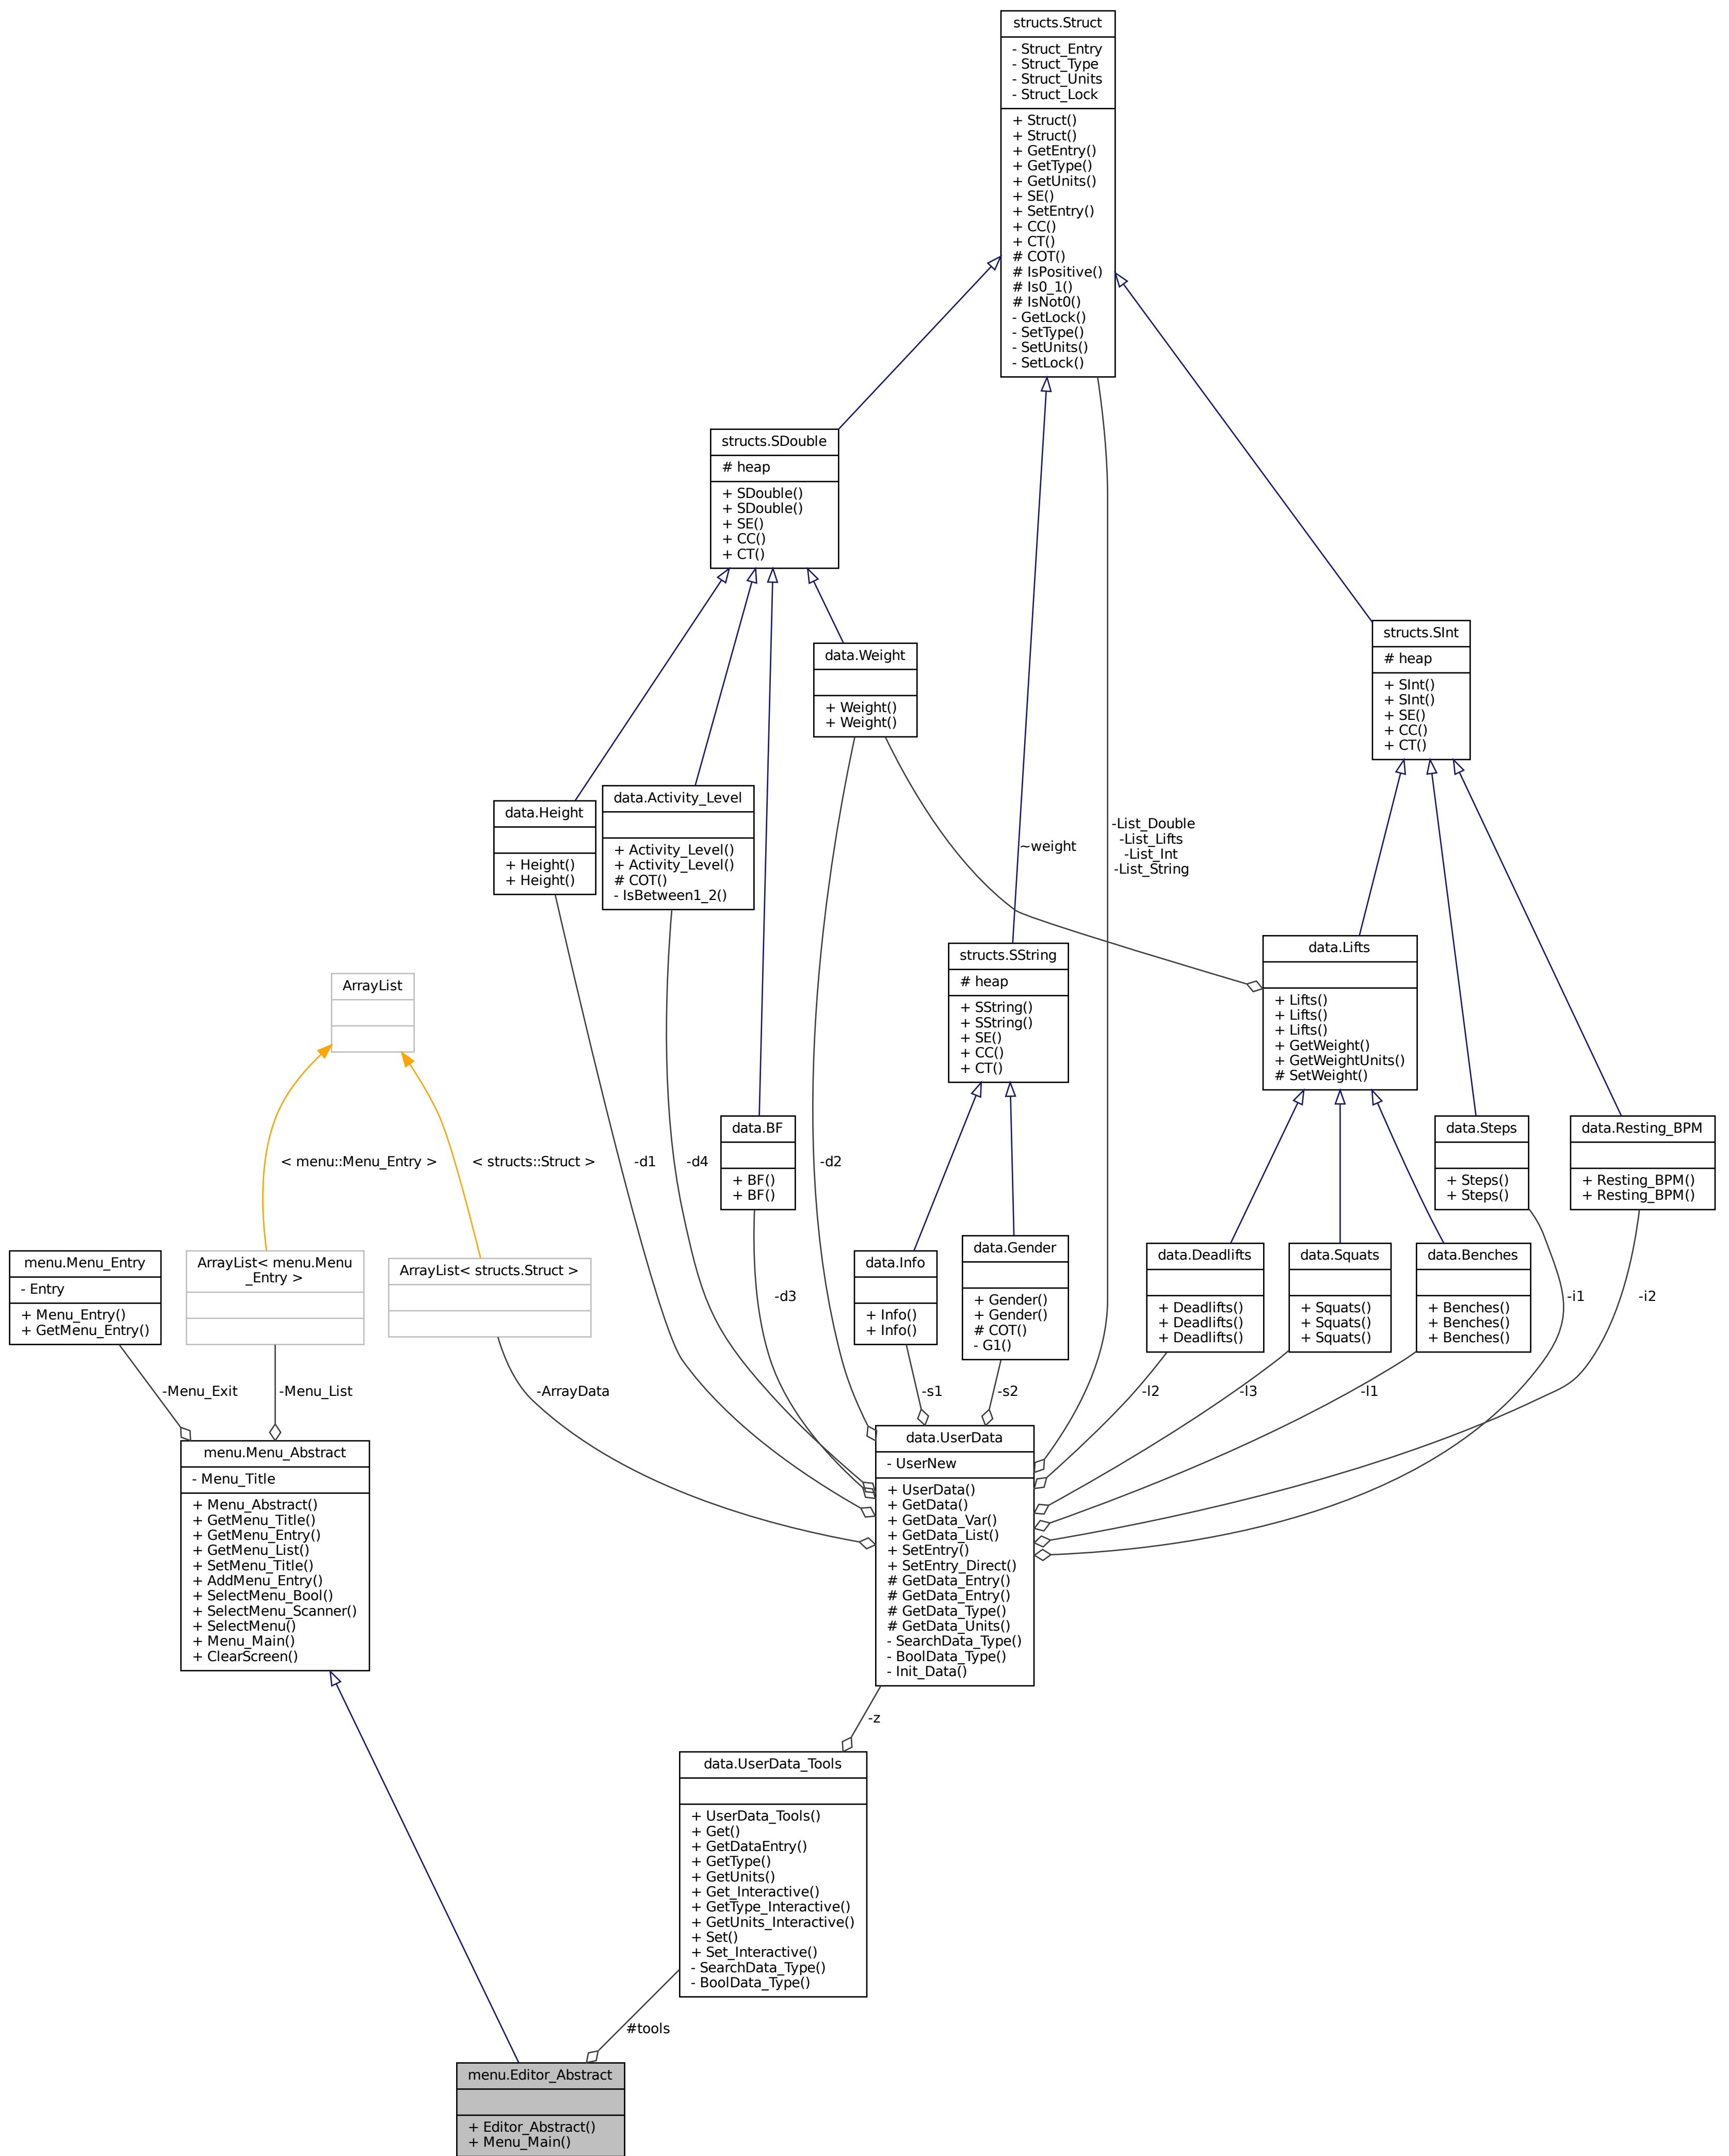 structs.Struct
- Struct_Entry
- Struct_Type
- Struct_Units
- Struct_Lock
+ Struct()
+ Struct()
+ GetEntry()
+ GetType()
+ GetUnits()
+ SE()
+ SetEntry()
+ CC()
+ CT()
# COT()
# IsPositive()
# Is0_1()
# IsNot0()
- GetLock()
- SetType()
- SetUnits()
- SetLock()
structs.SDouble
# heap
+ SDouble()
+ SDouble()
+ SE()
+ CC()
+ CT()
structs.SInt
# heap
+ SInt()
+ SInt()
+ SE()
+ CC()
+ CT()
data.Weight
+ Weight()
+ Weight()
data.Height
+ Height()
+ Height()
data.Activity_Level
+ Activity_Level()
+ Activity_Level()
# COT()
- IsBetween1_2()
~weight
-List_Double
-List_Lifts
-List_Int
-List_String
structs.SString
# heap
+ SString()
+ SString()
+ SE()
+ CC()
+ CT()
data.Lifts
+ Lifts()
+ Lifts()
+ Lifts()
+ GetWeight()
+ GetWeightUnits()
# SetWeight()
ArrayList
< menu::Menu_Entry >
< structs::Struct >
-d1
-d4
data.BF
+ BF()
+ BF()
-d2
data.Steps
+ Steps()
+ Steps()
data.Resting_BPM
+ Resting_BPM()
+ Resting_BPM()
menu.Menu_Entry
- Entry
+ Menu_Entry()
+ GetMenu_Entry()
ArrayList< menu.Menu
_Entry >
ArrayList< structs.Struct >
-d3
data.Info
+ Info()
+ Info()
data.Gender
+ Gender()
+ Gender()
# COT()
- G1()
data.Deadlifts
+ Deadlifts()
+ Deadlifts()
+ Deadlifts()
data.Squats
+ Squats()
+ Squats()
+ Squats()
data.Benches
+ Benches()
+ Benches()
+ Benches()
-i1
-i2
-Menu_Exit
-Menu_List
-ArrayData
-s1
-s2
-l2
-l3
-l1
menu.Menu_Abstract
- Menu_Title
+ Menu_Abstract()
+ GetMenu_Title()
+ GetMenu_Entry()
+ GetMenu_List()
+ SetMenu_Title()
+ AddMenu_Entry()
+ SelectMenu_Bool()
+ SelectMenu_Scanner()
+ SelectMenu()
+ Menu_Main()
+ ClearScreen()
data.UserData
- UserNew
+ UserData()
+ GetData()
+ GetData_Var()
+ GetData_List()
+ SetEntry()
+ SetEntry_Direct()
# GetData_Entry()
# GetData_Entry()
# GetData_Type()
# GetData_Units()
- SearchData_Type()
- BoolData_Type()
- Init_Data()
-z
data.UserData_Tools
+ UserData_Tools()
+ Get()
+ GetDataEntry()
+ GetType()
+ GetUnits()
+ Get_Interactive()
+ GetType_Interactive()
+ GetUnits_Interactive()
+ Set()
+ Set_Interactive()
- SearchData_Type()
- BoolData_Type()
#tools
menu.Editor_Abstract
+ Editor_Abstract()
+ Menu_Main()